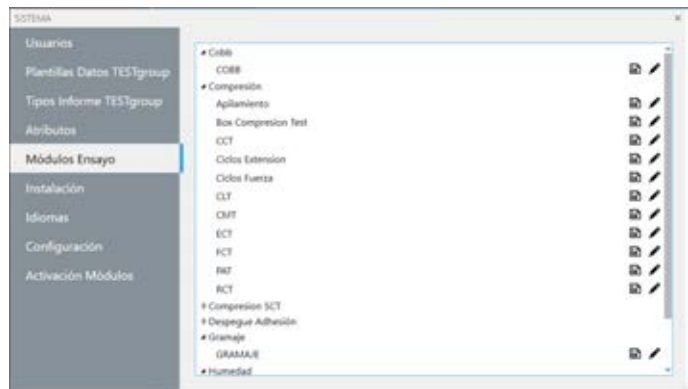 SISTEMA
Usuarios
Plantillas Datos TESTgroup
Tipos Informe TESTgroup
Atributos
Módulos Ensayo
Instalación
Idiomas
Configuración
Activación Módulos
Cobb
COBB
Compresión
Apilamiento
Box Compresion Test
CCT
Ciclos Extension
Ciclos Fuerza
CLT
CMT
ECT
FCT
PAT
RCT
Compresion SCT
Despegue Adhesión
Gramaje
GRAMAJE
Humedad